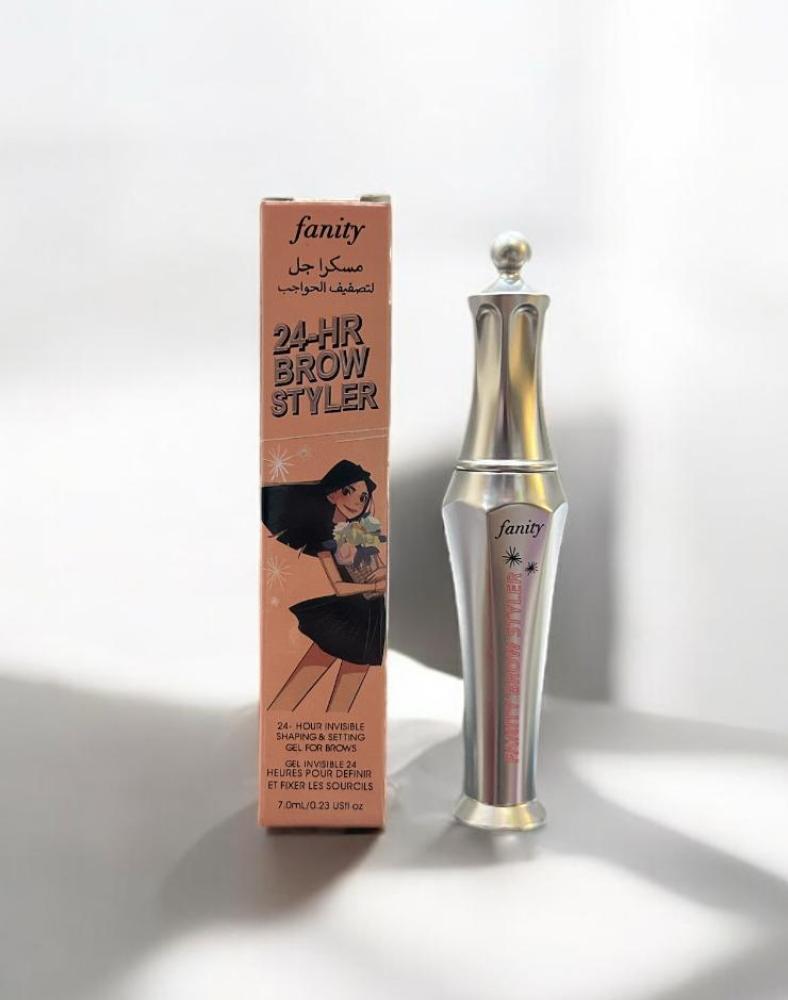 fanity
مسكرا جل
لتصفيف الحواجب
24-HR
BROW
STYLER
24- HOUR INVISIBLE
SHAPING & SETTING
GEL FOR BROWS
GEL INVISIBLE 24
HEURES POUR DEFINIR
ET FIXER LES SOURCILS
7.0mL/0.23 USfl oz
fanity
FANITY BROW STYLER